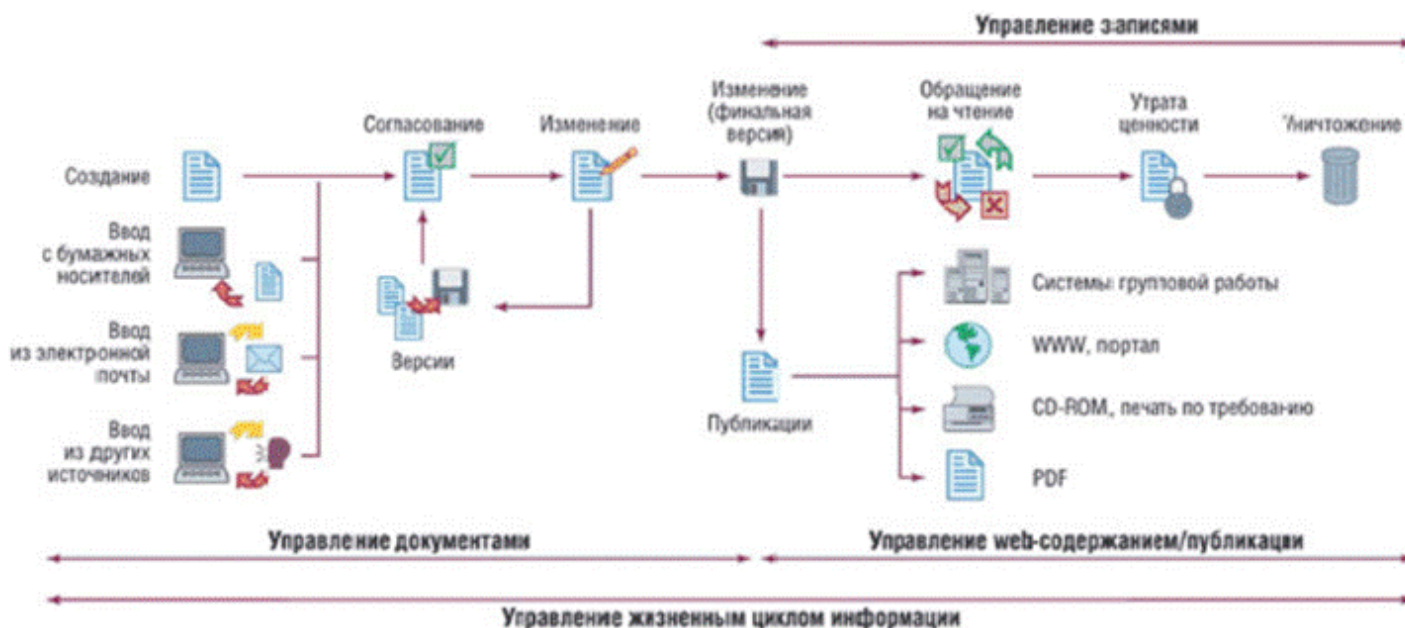 Управление записями
Изменение
(финальная
версия)
Обращение
на чтение
Утрата
ценности
Уничтожение
Согласование
Изменение
Создание
Ввод
с бумажных
носителей
Ввод
из электронной
почты
Ввод
из других
источников
Версии
Публикации
Системы групповой работы
WWW, портал
CD-ROM, печать по требованию
PDF
Управление документами
Управление web-содержанием/публикации
Управление жизненным циклом информации